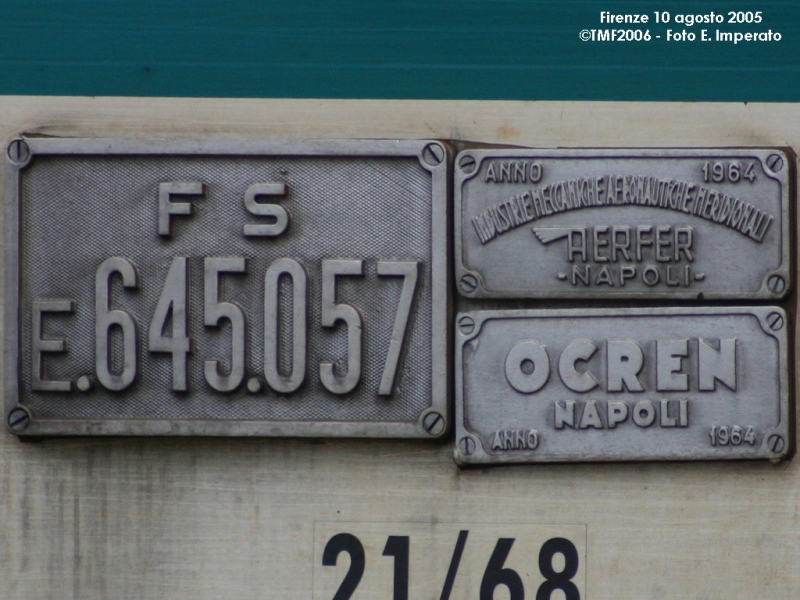 Firenze 10 agosto 2005
©TMF2006 - Foto E. Imperato
F S
E.645.057
ANNO 1964
INDUSTRIE MECCANICHE AERONAUTICHE MERIDIONALI
AERFER
-NAPOLI-
OCREN
NAPOLI
ANNO 1964
21/68